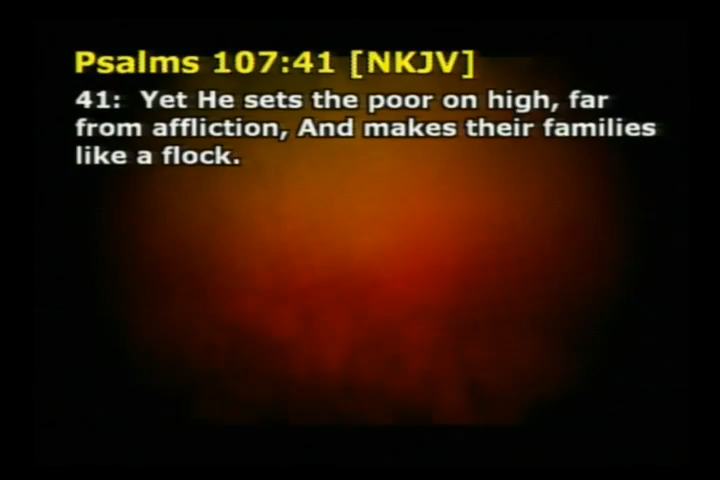 Psalms 107:41 [NKJV]
41:  Yet He sets the poor on high, far
from affliction, And makes their families
like a flock.